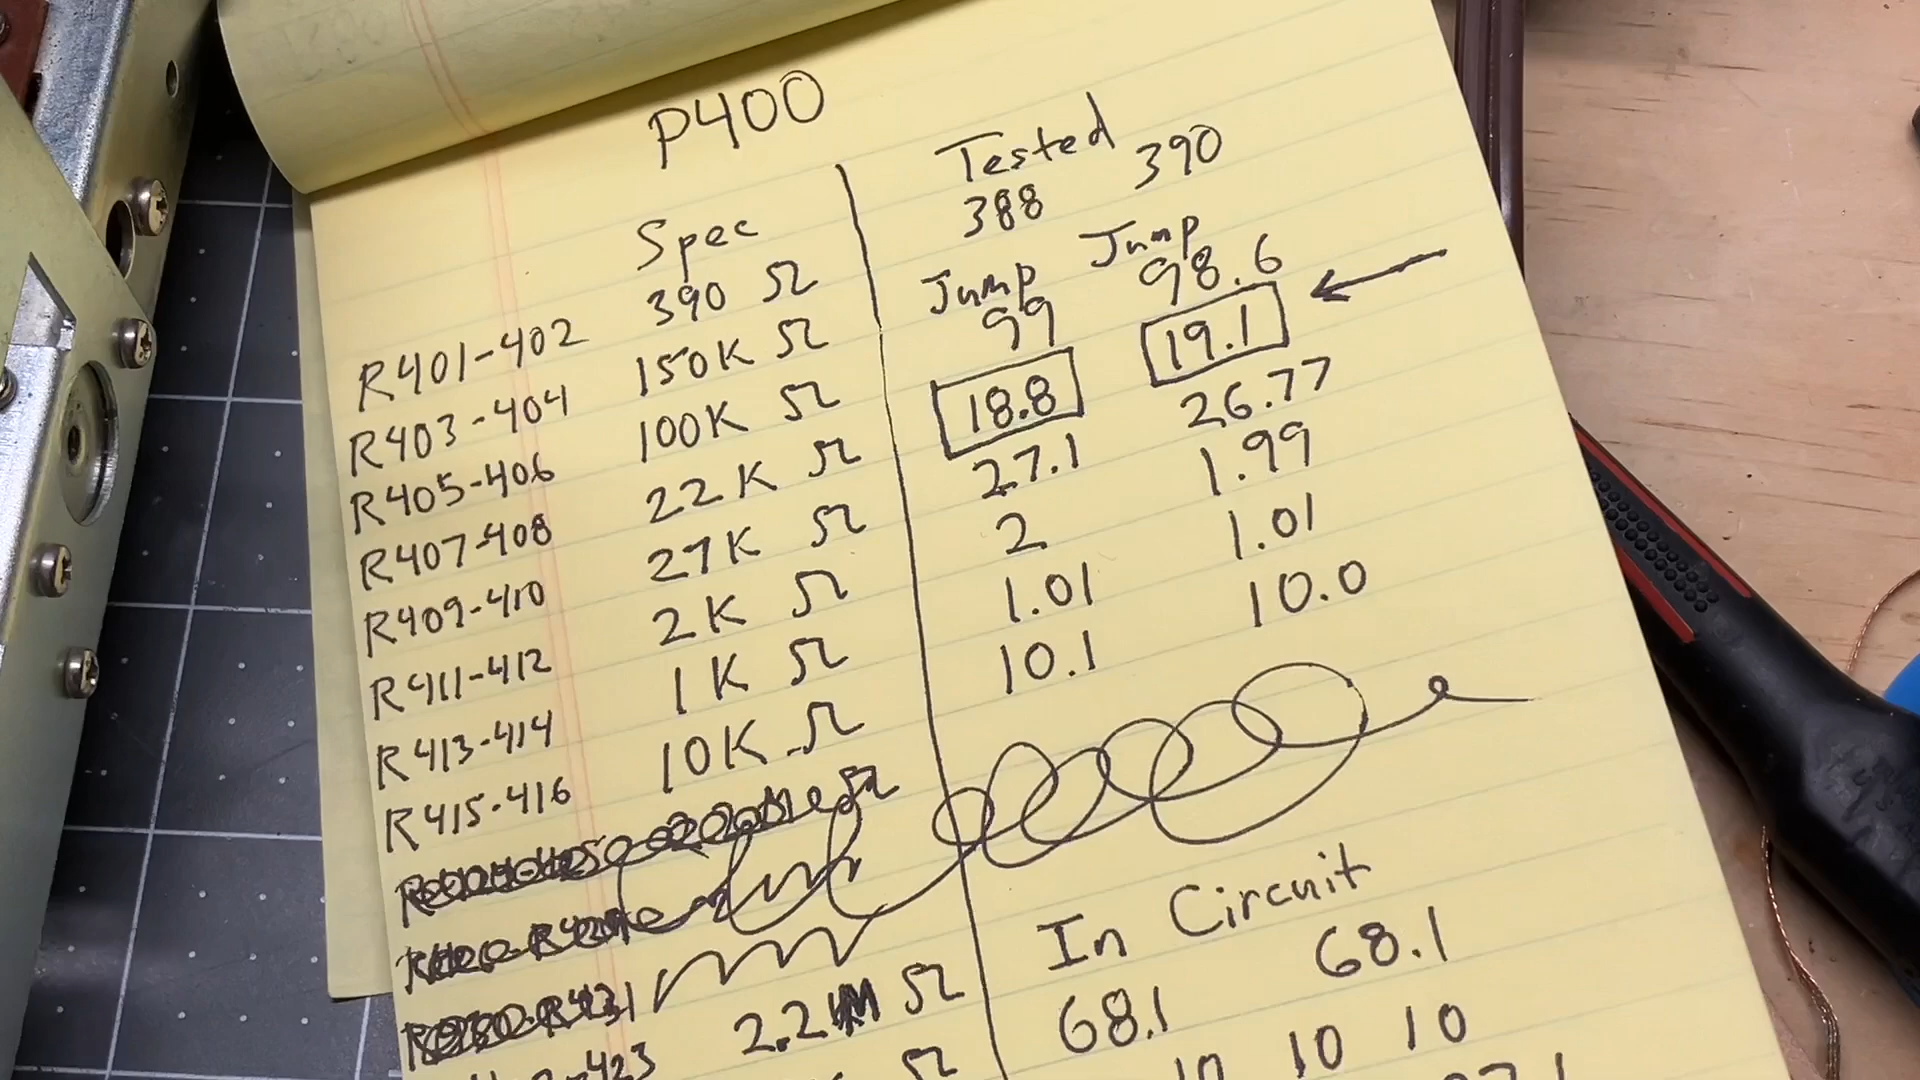 P400
Spec Tested
R401-402 390 Ω 388 390
R403-404 150K Ω Jump Jump
R405-406 100K Ω 99 98.6
R407-408 22K Ω 18.8 19.1
R409-410 27K Ω 27.1 26.77
R411-412 2K Ω 2 1.99
R413-414 1K Ω 1.01 1.01
R415-416 10K Ω 10.1 10.0
In Circuit
2.2M Ω 68.1 68.1
Ω 10 10 10